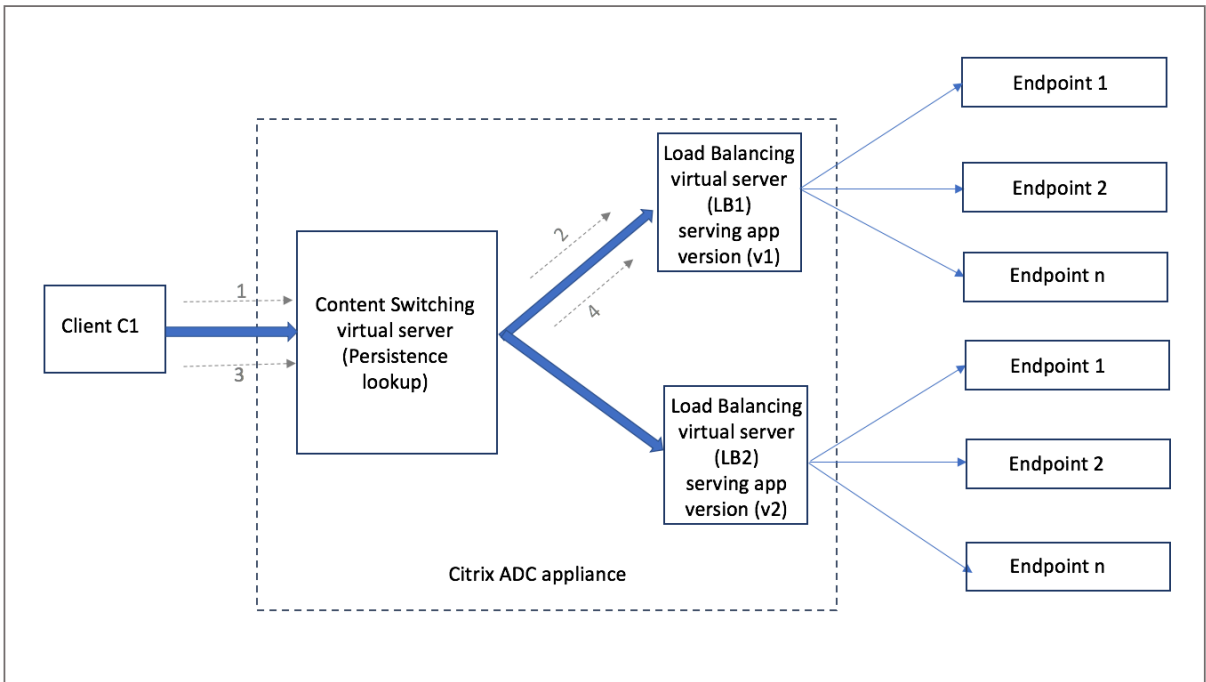 Endpoint 1
Load Balancing
virtual server
(LB1)
serving app
version (v1)
2
Endpoint 2
4
1
Client C1
3
Content Switching
virtual server
(Persistence
lookup)
Endpoint n
Endpoint 1
Load Balancing
virtual server
(LB2)
serving app
version (v2)
Endpoint 2
Endpoint n
Citrix ADC appliance